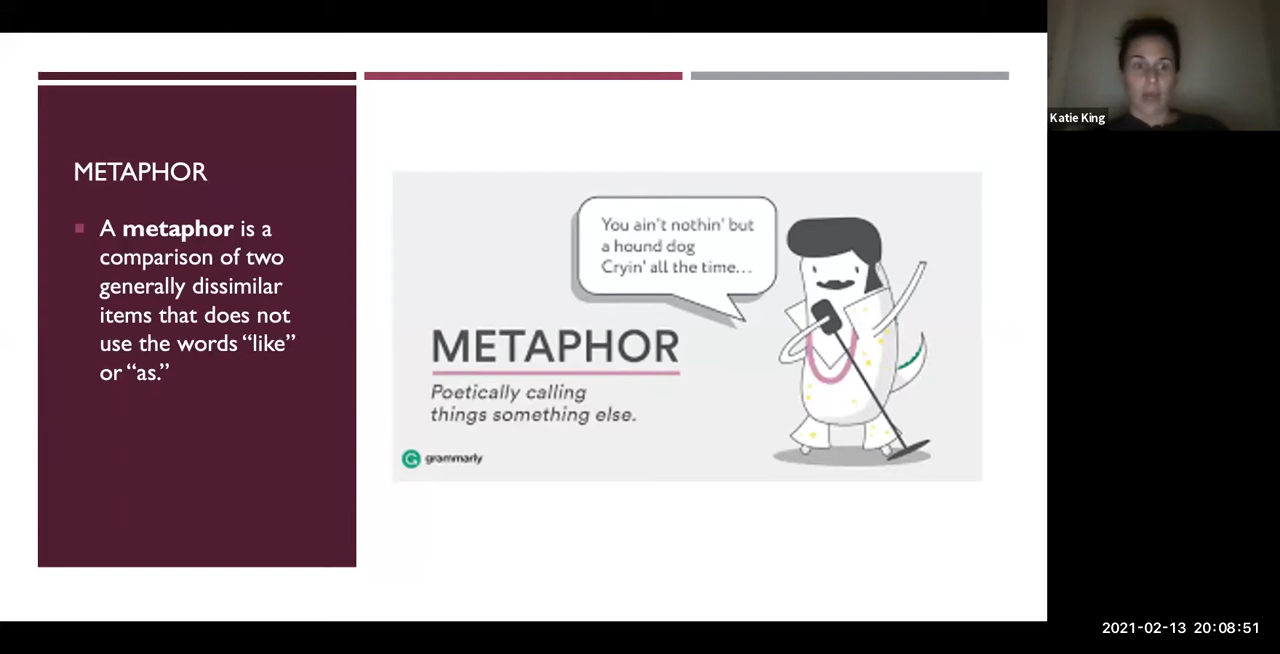 METAPHOR
A metaphor is a
comparison of two
generally dissimilar
items that does not
use the words “like”
or “as.”
You ain't nothin' but
a hound dog
Cryin' all the time...
METAPHOR
Poetically calling
things something else.
grammarly
Katie King
2021-02-13 20:08:51